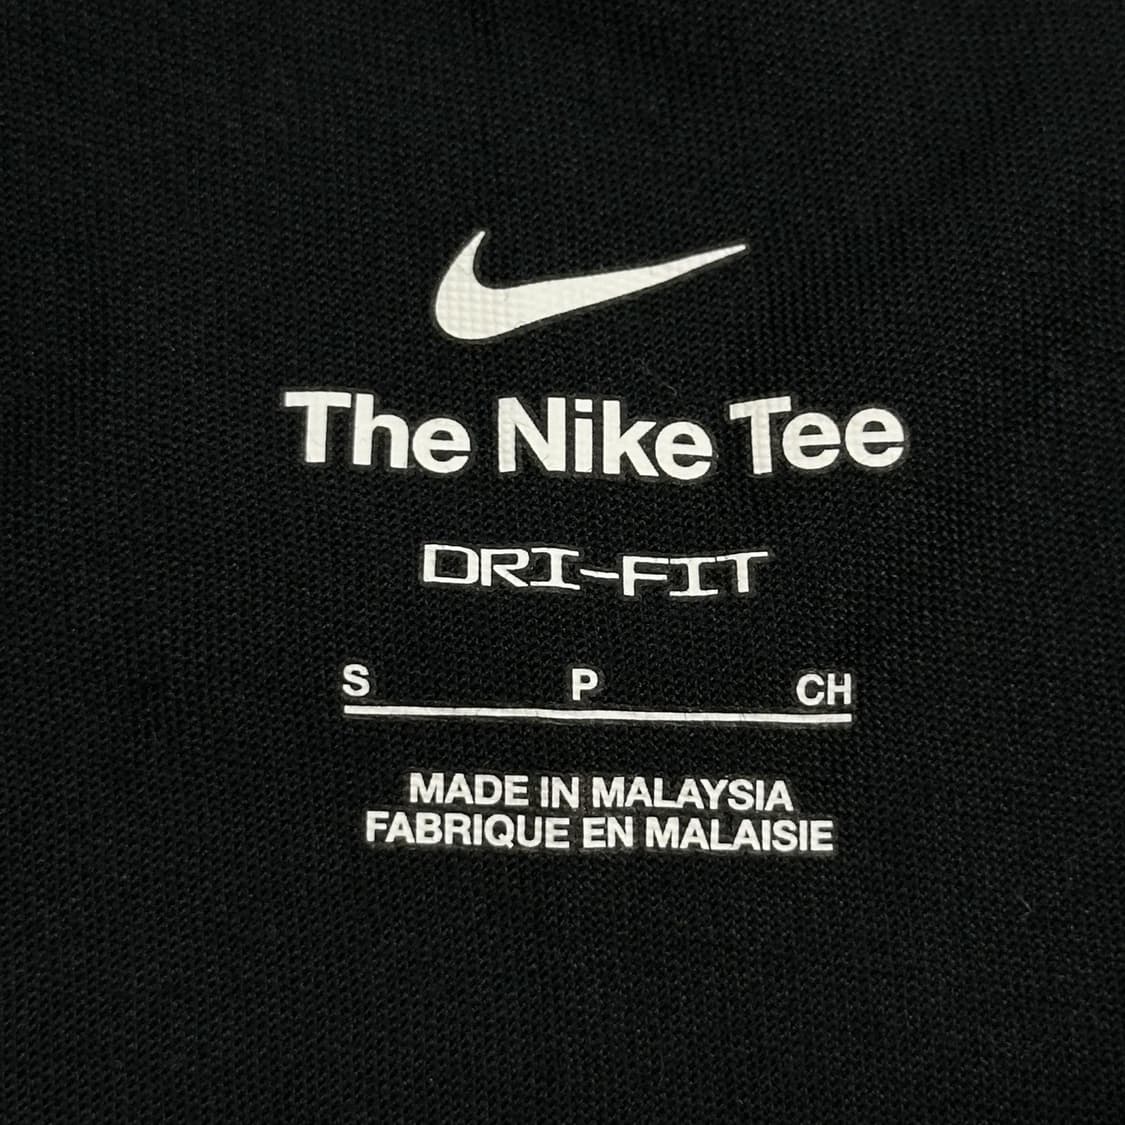 The Nike Tee
DRI-FIT
S P CH
MADE IN MALAYSIA
FABRIQUE EN MALAISIE